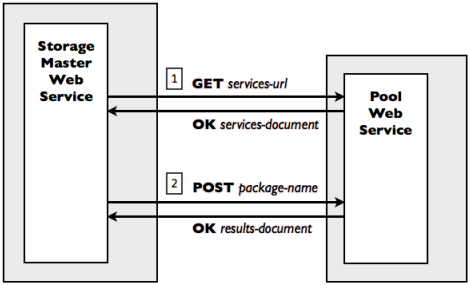 Storage
Master
Web
Service
1
GET services-url
OK services-document
Pool
Web
Service
2
POST package-name
OK results-document